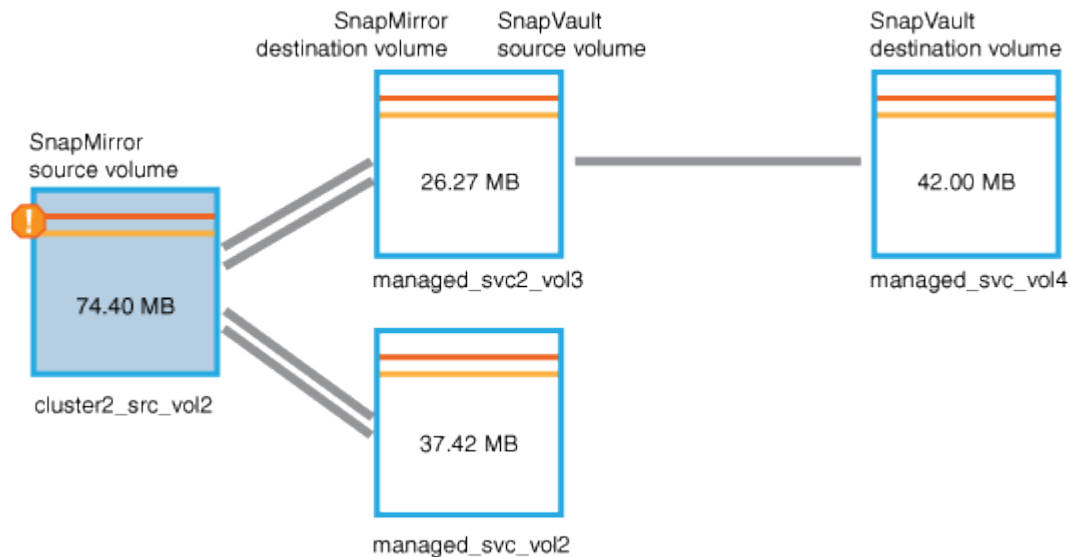 SnapMirror
destination volume
SnapVault
source volume
SnapVault
destination volume
SnapMirror
source volume
!
74.40 MB
cluster2_src_vol2
26.27 MB
managed_svc2_vol3
42.00 MB
managed_svc_vol4
37.42 MB
managed_svc_vol2